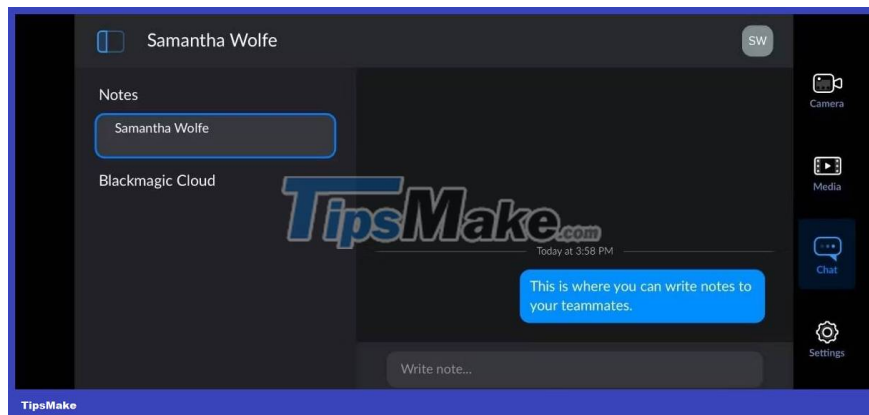 Samantha Wolfe
SW
Notes
Samantha Wolfe
Blackmagic Cloud
TipsMake.com
Today at 3:58 PM
This is where you can write notes to
your teammates.
Write note...
Camera
Media
Chat
Settings
TipsMake